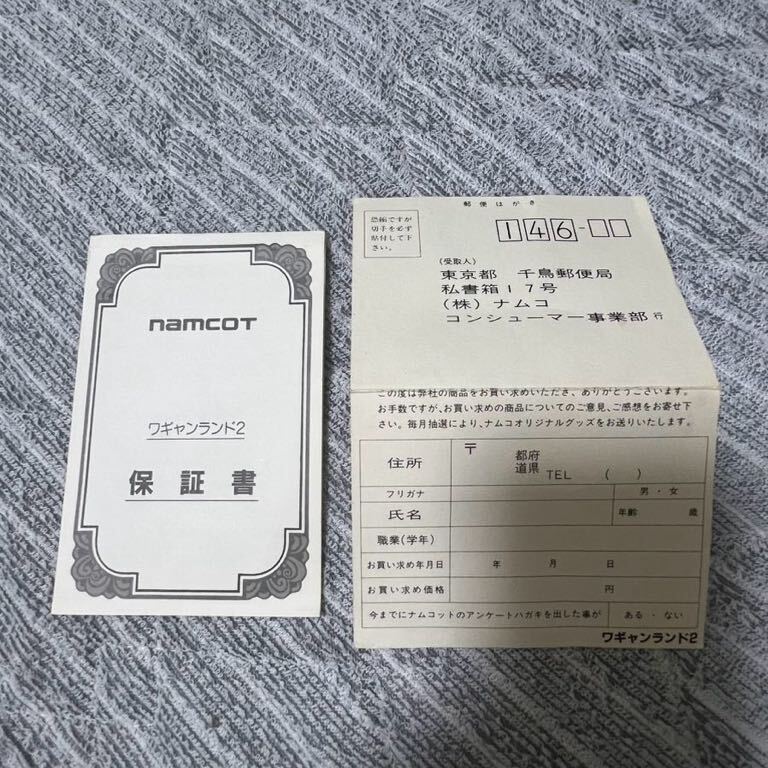 namcot
ワギャンランド2
保証書
郵便はがき
恐縮ですが
切手を必ず
貼付して下
さい。
146-
(受取人)
東京都 千鳥郵便局
私書箱17号
(株)ナムコ
コンシューマー事業部 行
この度は弊社の商品をお買い求めいただき、ありがとうございます。
お手数ですが、お買い求めの商品についてのご意見、ご感想をお寄せ下
さい。毎月抽選により、ナムコオリジナルグッズをお送りいたします。
住所 〒 都府
道県 TEL ( )
フリガナ 男・女
氏名 年齢 歳
職業(学年)
お買い求め年月日 年 月 日
お買い求め価格 円
今までにナムコットのアンケートハガキを出した事が ある・ない
ワギャンランド2